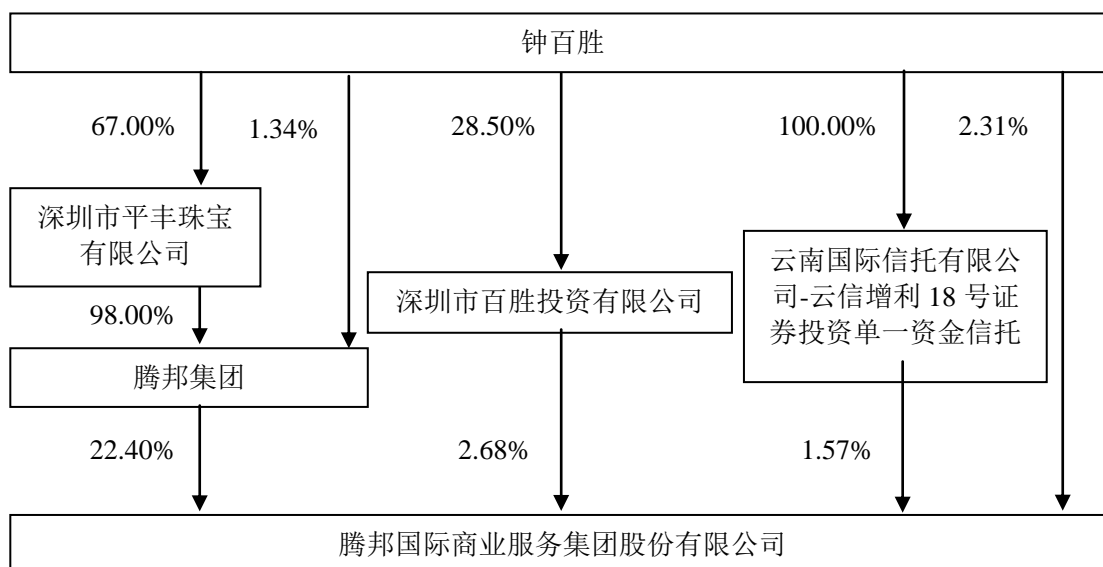 钟百胜
67.00%
1.34%
28.50%
100.00%
2.31%
深圳市平丰珠宝
有限公司
云南国际信托有限公
司-云信增利 18 号证
券投资单一资金信托
深圳市百胜投资有限公司
98.00%
腾邦集团
22.40%
2.68%
1.57%
腾邦国际商业服务集团股份有限公司